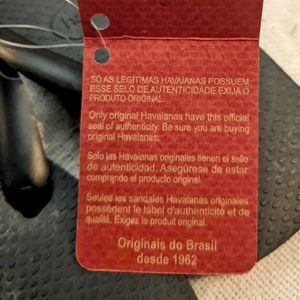 SÓ AS LEGÍTIMAS HAVAIANAS POSSUEM
ESSE SELO DE AUTENTICIDADE EXIJA O
PRODUTO ORIGINAL.
Only original Havaianas have this official
seal of authenticity. Be sure you are buying
original Havaianas.
Solo las Havaianas originales tienen el sello
de autenticidad. Asegúrese de estar
comprando el producto original.
Seules les sandales Havaianas originales
possèdent le label d'authenticité et de
qualité. Exigez lo produit original.
Originais do Brasil
desde 1962